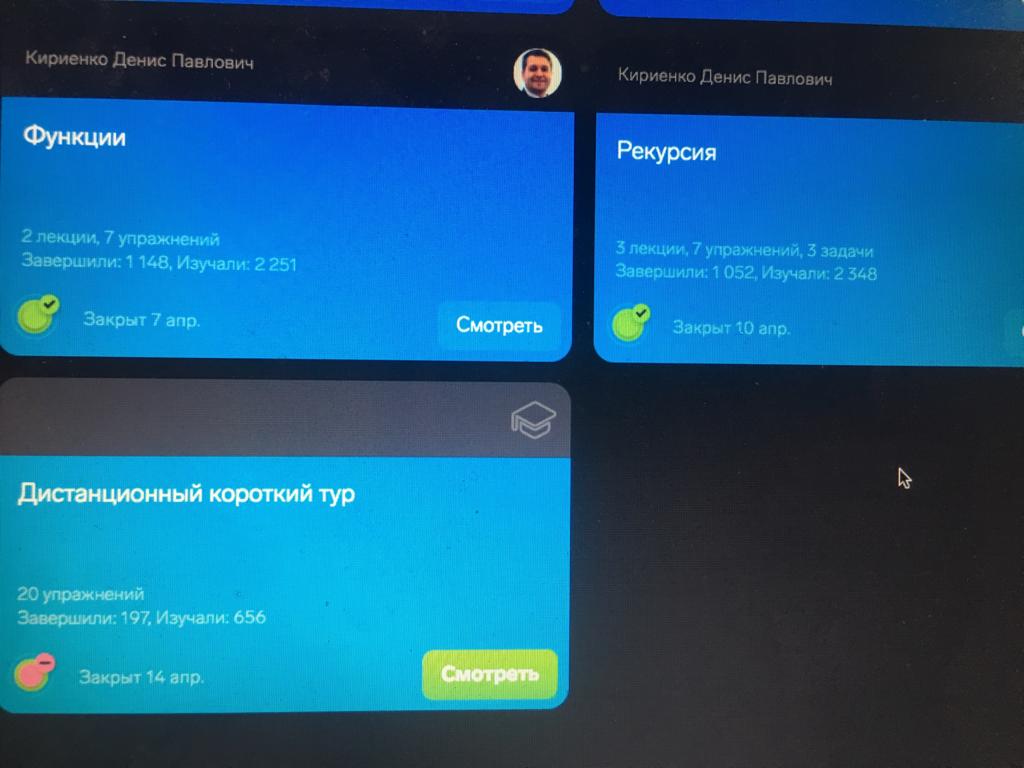 Кириенко Денис Павлович
Функции
2 лекции, 7 упражнений
Завершили: 1 148, Изучали: 2 251
Закрыт 7 апр.
Смотреть
Кириенко Денис Павлович
Рекурсия
3 лекции, 7 упражнений, 3 задачи
Завершили: 1 052, Изучали: 2 348
Закрыт 10 апр.
Дистанционный короткий тур
20 упражнений
Завершили: 197, Изучали: 656
Закрыт 14 апр.
Смотреть